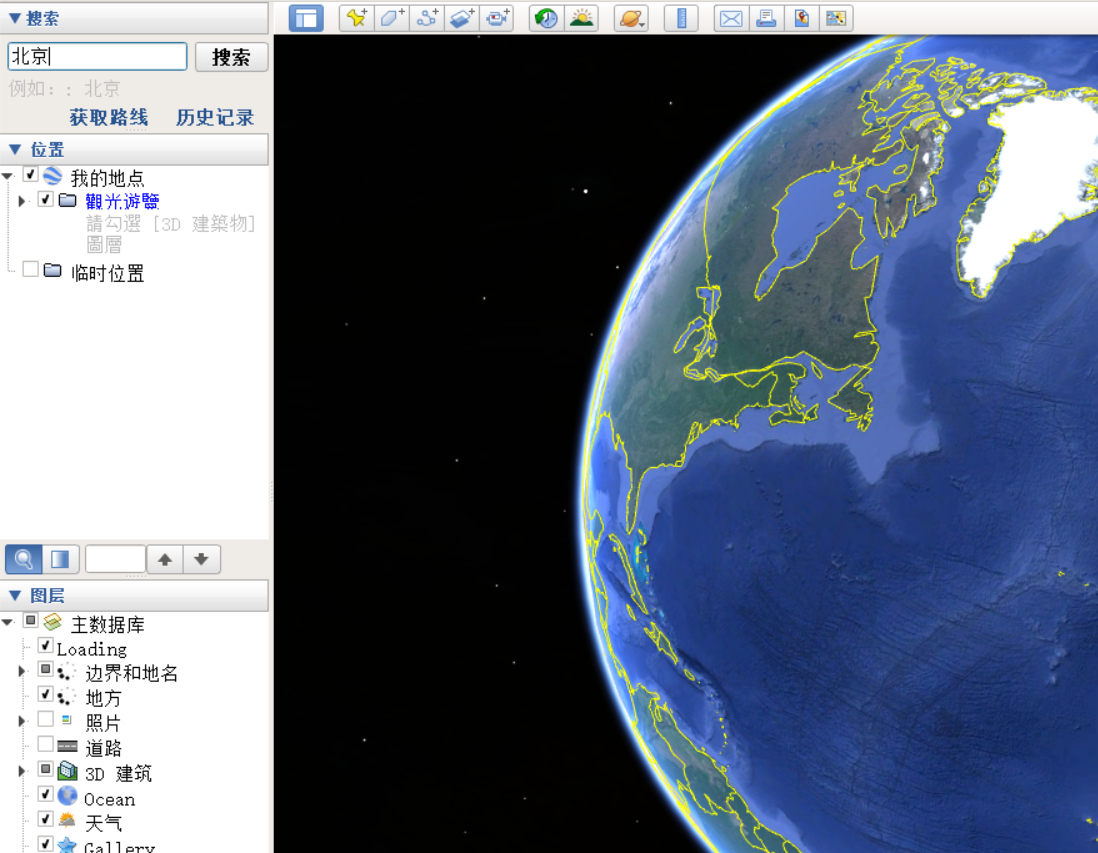 搜索
北京
搜索
例如：：北京
获取路线 历史记录
位置
我的地点
觀光游覽
請勾選 [3D 建築物]
圖層
临时位置
图层
主数据库
Loading
边界和地名
地方
照片
道路
3D 建筑
Ocean
天气
Gallery